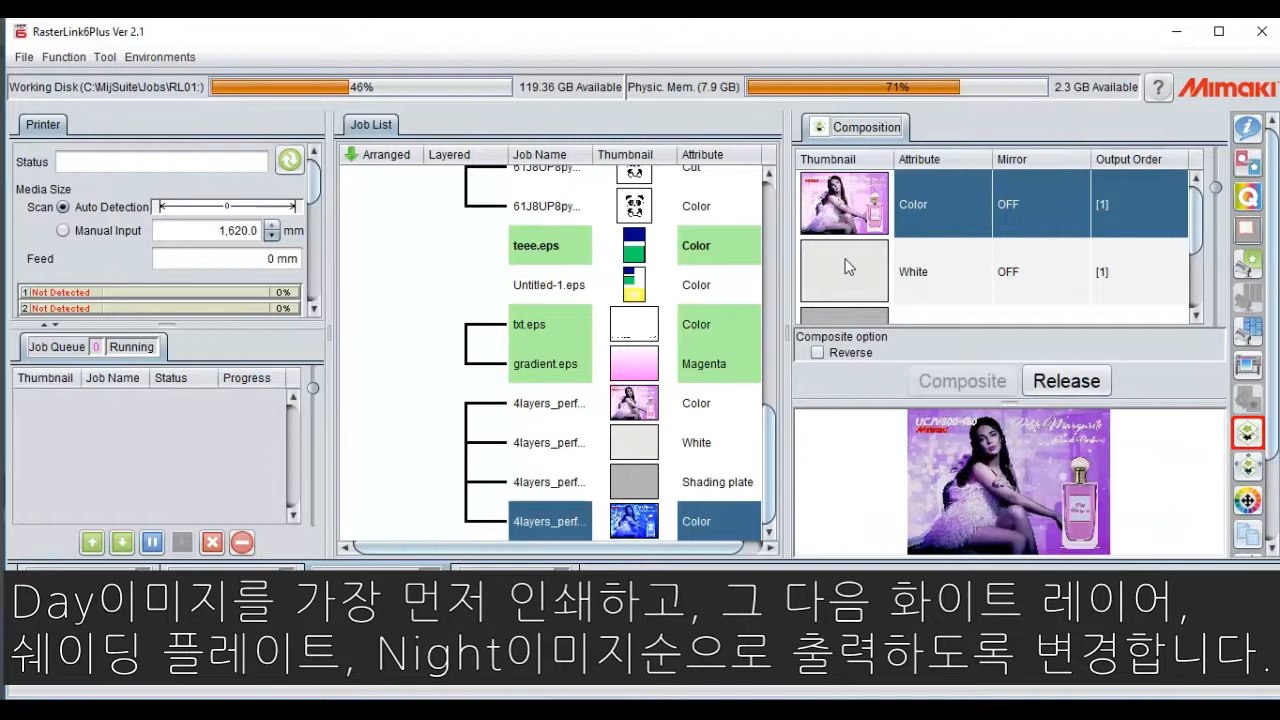 RasterLink6Plus Ver 2.1
File Function Tool Environments
Working Disk (C:\MijSuite\Jobs\RL01:) 46% 119.36 GB Available Physic. Mem. (7.9 GB) 71% 2.3 GB Available ? Mimaki
Printer
Status
Media Size
Scan Auto Detection 0
Manual Input 1,620.0 mm
Feed 0 mm
1 Not Detected 0%
2 Not Detected 0%
Job Queue 0 Running
Thumbnail Job Name Status Progress
Job List
Arranged Layered Job Name Thumbnail Attribute
61J8UP8py... Cut
61J8UP8py... Color
teee.eps Color
Untitled-1.eps Color
txt.eps Color
gradient.eps Magenta
4layers_perf... Color
4layers_perf... White
4layers_perf... Shading plate
4layers_perf... Color
Composition
Thumbnail Attribute Mirror Output Order
Color OFF [1]
White OFF [1]
Composite option
Reverse
Composite Release
UCJV300-160
Mimaki
Day이미지를 가장 먼저 인쇄하고, 그 다음 화이트 레이어,
쉐이딩 플레이트, Night이미지순으로 출력하도록 변경합니다.